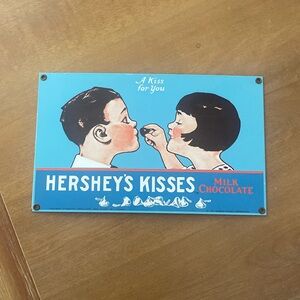 A Kiss
for You
HERSHEY'S KISSES
MILK
CHOCOLATE